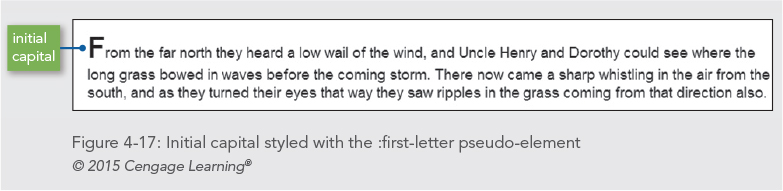 initial
capital
From the far north they heard a low wail of the wind, and Uncle Henry and Dorothy could see where the
long grass bowed in waves before the coming storm. There now came a sharp whistling in the air from the
south, and as they turned their eyes that way they saw ripples in the grass coming from that direction also.
Figure 4-17: Initial capital styled with the :first-letter pseudo-element
© 2015 Cengage Learning®